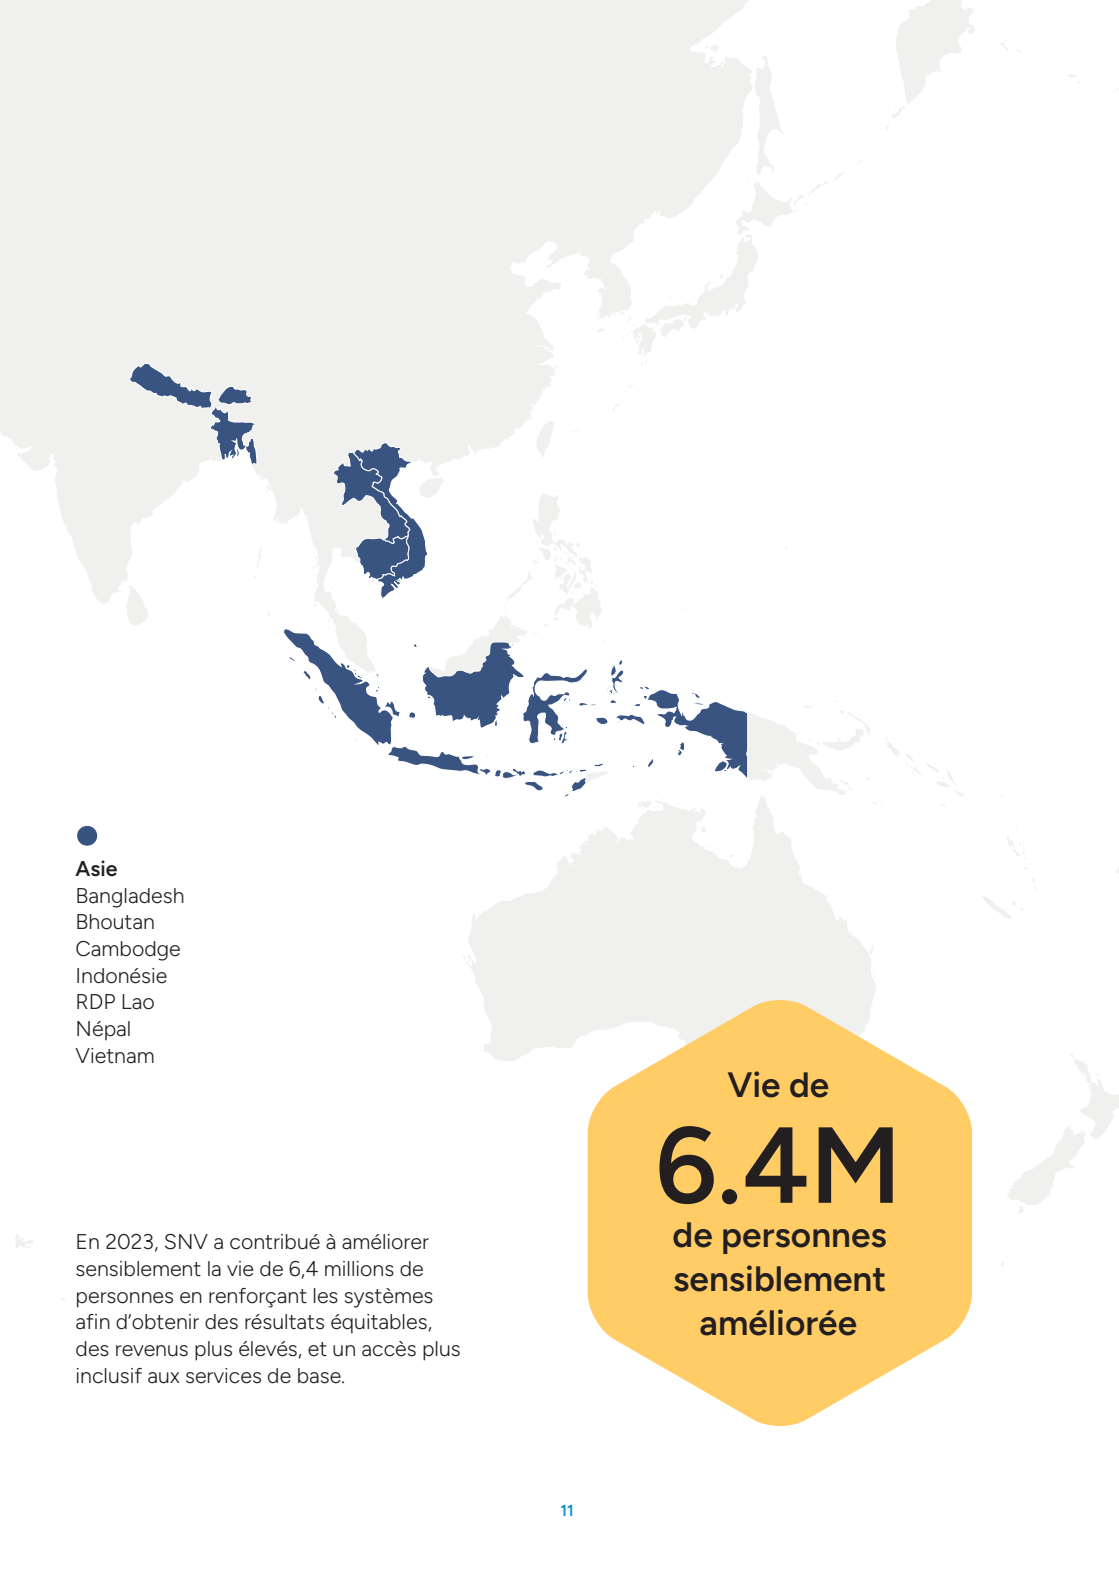 Asie
Bangladesh
Bhoutan
Cambodge
Indonésie
RDP Lao
Népal
Vietnam
Vie de
6.4M
de personnes
sensiblement
améliorée
En 2023, SNV a contribué à améliorer
sensiblement la vie de 6,4 millions de
personnes en renforçant les systèmes
afin d’obtenir des résultats équitables,
des revenus plus élevés, et un accès plus
inclusif aux services de base.
11